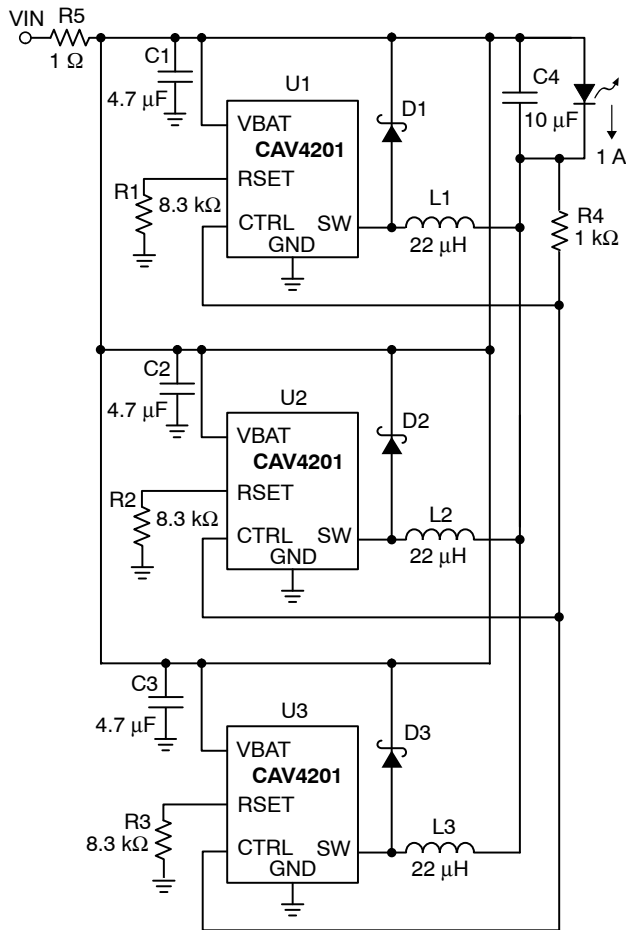 VIN
R5
1 Ω
C1
4.7 µF
U1
VBAT
CAV4201
RSET
CTRL
SW
GND
R1
8.3 kΩ
D1
L1
22 µH
C4
10 µF
1 A
R4
1 kΩ
C2
4.7 µF
U2
VBAT
CAV4201
RSET
CTRL
SW
GND
R2
8.3 kΩ
D2
L2
22 µH
C3
4.7 µF
U3
VBAT
CAV4201
RSET
CTRL
SW
GND
R3
8.3 kΩ
D3
L3
22 µH